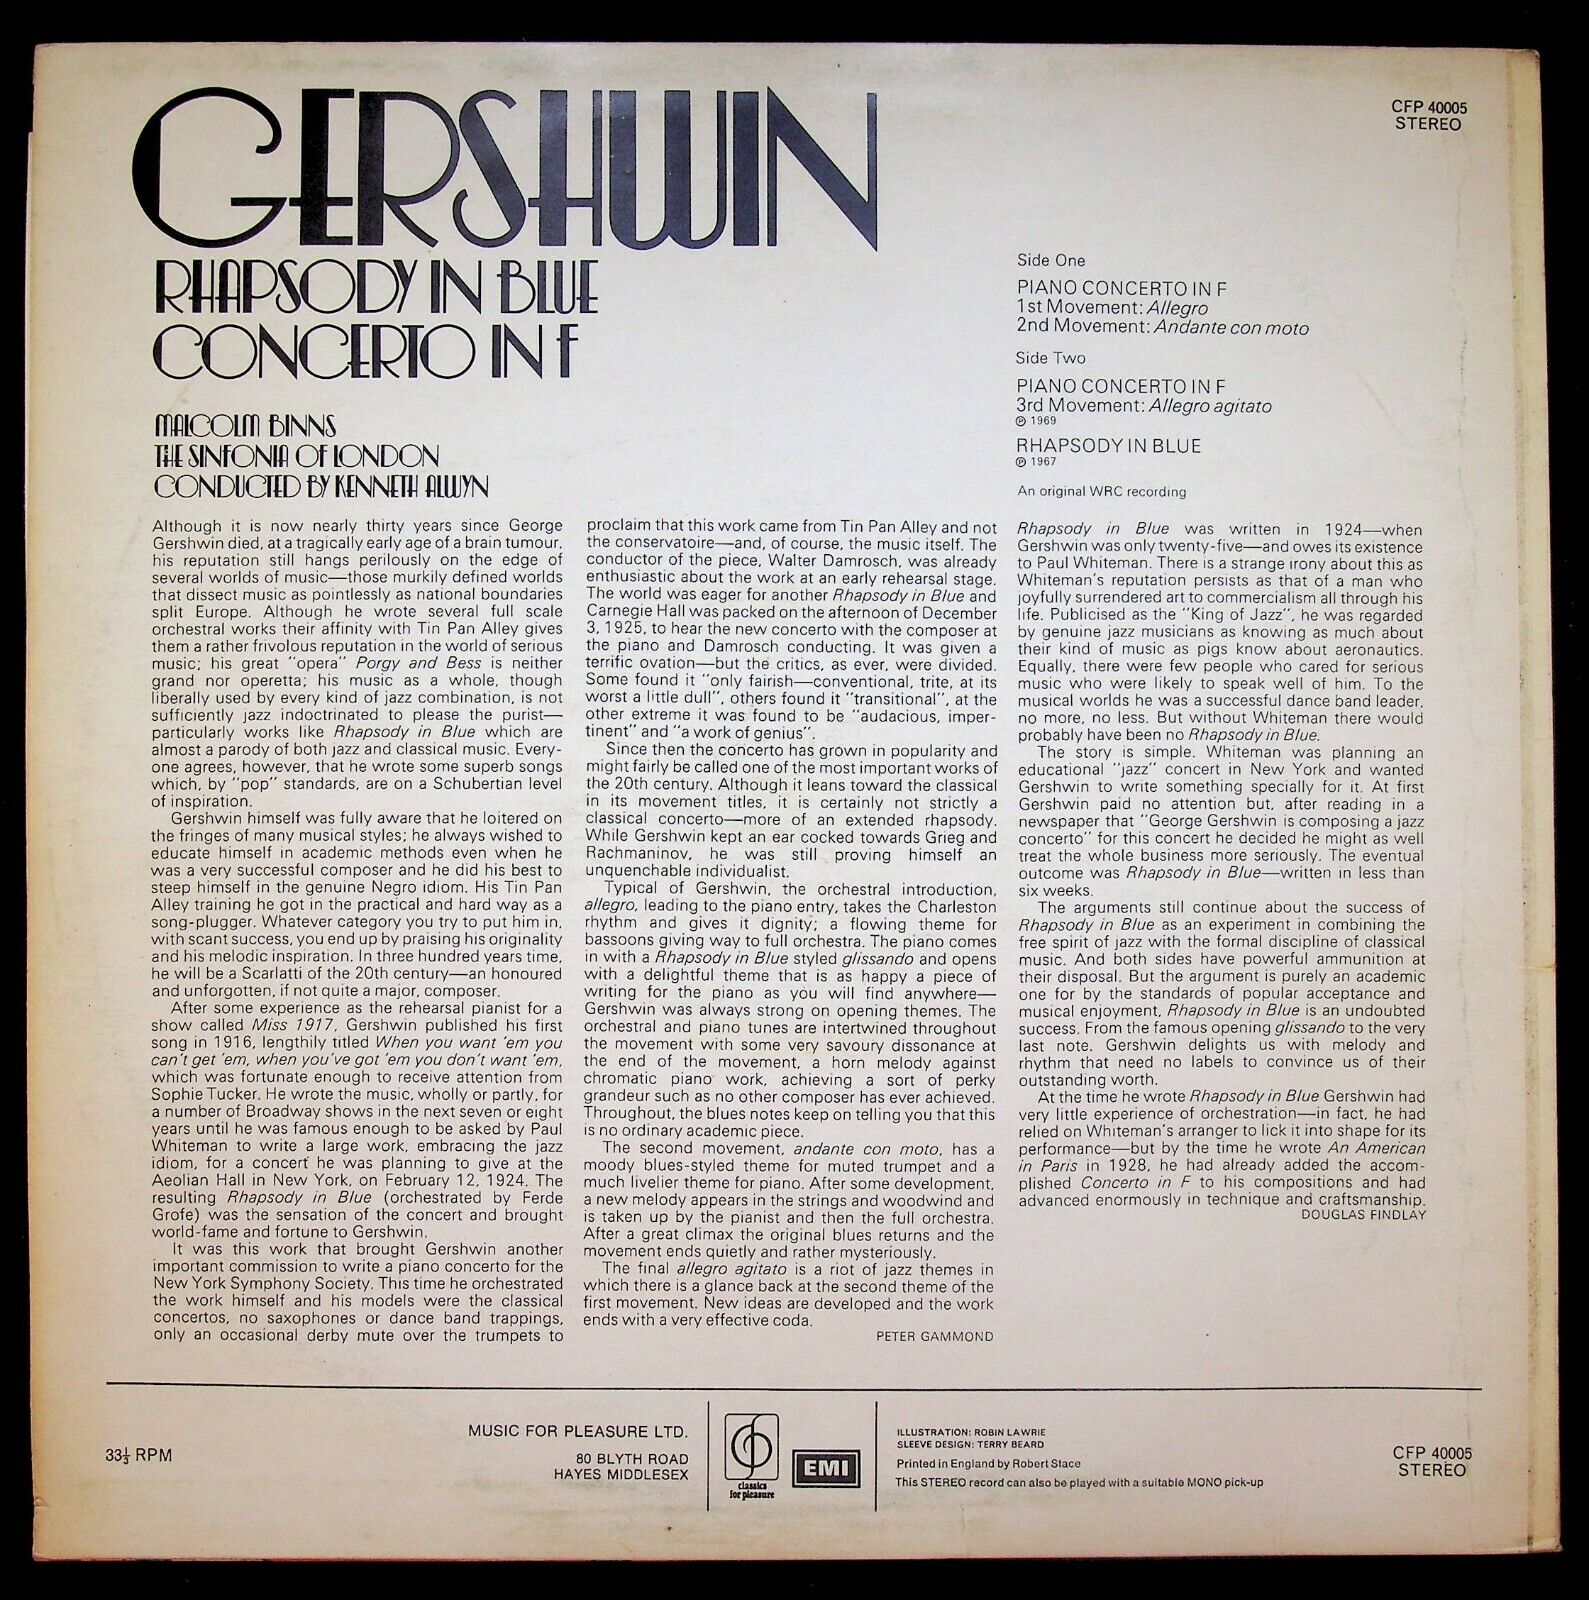 GERSHWIN
RHAPSODY IN BLUE
CONCERTO IN F
MALCOLM BINNS
THE SINFONIA OF LONDON
CONDUCTED BY KENNETH ALWYN
CFP 40005
STEREO
Side One
PIANO CONCERTO IN F
1st Movement: Allegro
2nd Movement: Andante con moto
Side Two
PIANO CONCERTO IN F
3rd Movement: Allegro agitato
℗ 1969
RHAPSODY IN BLUE
℗ 1967
An original WRC recording
Although it is now nearly thirty years since George
Gershwin died, at a tragically early age of a brain tumour,
his reputation still hangs perilously on the edge of
several worlds of music—those murkily defined worlds
that dissect music as pointlessly as national boundaries
split Europe. Although he wrote several full scale
orchestral works their affinity with Tin Pan Alley gives
them a rather frivolous reputation in the world of serious
music; his great "opera" Porgy and Bess is neither
grand nor operetta; his music as a whole, though
liberally used by every kind of jazz combination, is not
sufficiently jazz indoctrinated to please the purist—
particularly works like Rhapsody in Blue which are
almost a parody of both jazz and classical music. Every-
one agrees, however, that he wrote some superb songs
which, by "pop" standards, are on a Schubertian level
of inspiration.
Gershwin himself was fully aware that he loitered on
the fringes of many musical styles; he always wished to
educate himself in academic methods even when he
was a very successful composer and he did his best to
steep himself in the genuine Negro idiom. His Tin Pan
Alley training he got in the practical and hard way as a
song-plugger. Whatever category you try to put him in,
with scant success, you end up by praising his originality
and his melodic inspiration. In three hundred years time,
he will be a Scarlatti of the 20th century—an honoured
and unforgotten, if not quite a major, composer.
After some experience as the rehearsal pianist for a
show called Miss 1917, Gershwin published his first
song in 1916, lengthily titled When you want 'em you
can't get 'em, when you've got 'em you don't want 'em,
which was fortunate enough to receive attention from
Sophie Tucker. He wrote the music, wholly or partly, for
a number of Broadway shows in the next seven or eight
years until he was famous enough to be asked by Paul
Whiteman to write a large work, embracing the jazz
idiom, for a concert he was planning to give at the
Aeolian Hall in New York, on February 12, 1924. The
resulting Rhapsody in Blue (orchestrated by Ferde
Grofe) was the sensation of the concert and brought
world-fame and fortune to Gershwin.
It was this work that brought Gershwin another
important commission to write a piano concerto for the
New York Symphony Society. This time he orchestrated
the work himself and his models were the classical
concertos, no saxophones or dance band trappings,
only an occasional derby mute over the trumpets to
proclaim that this work came from Tin Pan Alley and not
the conservatoire—and, of course, the music itself. The
conductor of the piece, Walter Damrosch, was already
enthusiastic about the work at an early rehearsal stage.
The world was eager for another Rhapsody in Blue and
Carnegie Hall was packed on the afternoon of December
3, 1925, to hear the new concerto with the composer at
the piano and Damrosch conducting. It was given a
terrific ovation—but the critics, as ever, were divided.
Some found it "only fairish—conventional, trite, at its
worst a little dull", others found it "transitional", at the
other extreme it was found to be "audacious, imper-
tinent" and "a work of genius".
Since then the concerto has grown in popularity and
might fairly be called one of the most important works of
the 20th century. Although it leans toward the classical
in its movement titles, it is certainly not strictly a
classical concerto—more of an extended rhapsody.
While Gershwin kept an ear cocked towards Grieg and
Rachmaninov, he was still proving himself an
unquenchable individualist.
Typical of Gershwin, the orchestral introduction,
allegro, leading to the piano entry, takes the Charleston
rhythm and gives it dignity; a flowing theme for
bassoons giving way to full orchestra. The piano comes
in with a Rhapsody in Blue styled glissando and opens
with a delightful theme that is as happy a piece of
writing for the piano as you will find anywhere—
Gershwin was always strong on opening themes. The
orchestral and piano tunes are intertwined throughout
the movement with some very savoury dissonance at
the end of the movement, a horn melody against
chromatic piano work, achieving a sort of perky
grandeur such as no other composer has ever achieved.
Throughout, the blues notes keep on telling you that this
is no ordinary academic piece.
The second movement, andante con moto, has a
moody blues-styled theme for muted trumpet and a
much livelier theme for piano. After some development,
a new melody appears in the strings and woodwind and
is taken up by the pianist and then the full orchestra.
After a great climax the original blues returns and the
movement ends quietly and rather mysteriously.
The final allegro agitato is a riot of jazz themes in
which there is a glance back at the second theme of the
first movement. New ideas are developed and the work
ends with a very effective coda.
PETER GAMMOND
Rhapsody in Blue was written in 1924—when
Gershwin was only twenty-five—and owes its existence
to Paul Whiteman. There is a strange irony about this as
Whiteman's reputation persists as that of a man who
joyfully surrendered art to commercialism all through his
life. Publicised as the "King of Jazz", he was regarded
by genuine jazz musicians as knowing as much about
their kind of music as pigs know about aeronautics.
Equally, there were few people who cared for serious
music who were likely to speak well of him. To the
musical worlds he was a successful dance band leader,
no more, no less. But without Whiteman there would
probably have been no Rhapsody in Blue.
The story is simple. Whiteman was planning an
educational "jazz" concert in New York and wanted
Gershwin to write something specially for it. At first
Gershwin paid no attention but, after reading in a
newspaper that "George Gershwin is composing a jazz
concerto" for this concert he decided he might as well
treat the whole business more seriously. The eventual
outcome was Rhapsody in Blue—written in less than
six weeks.
The arguments still continue about the success of
Rhapsody in Blue as an experiment in combining the
free spirit of jazz with the formal discipline of classical
music. And both sides have powerful ammunition at
their disposal. But the argument is purely an academic
one for by the standards of popular acceptance and
musical enjoyment, Rhapsody in Blue is an undoubted
success. From the famous opening glissando to the very
last note. Gershwin delights us with melody and
rhythm that need no labels to convince us of their
outstanding worth.
At the time he wrote Rhapsody in Blue Gershwin had
very little experience of orchestration—in fact, he had
relied on Whiteman's arranger to lick it into shape for its
performance—but by the time he wrote An American
in Paris in 1928, he had already added the accom-
plished Concerto in F to his compositions and had
advanced enormously in technique and craftsmanship.
DOUGLAS FINDLAY
33⅓ RPM
MUSIC FOR PLEASURE LTD.
80 BLYTH ROAD
HAYES MIDDLESEX
classics
for pleasure
EMI
ILLUSTRATION: ROBIN LAWRIE
SLEEVE DESIGN: TERRY BEARD
Printed in England by Robert Stace
This STEREO record can also be played with a suitable MONO pick-up
CFP 40005
STEREO